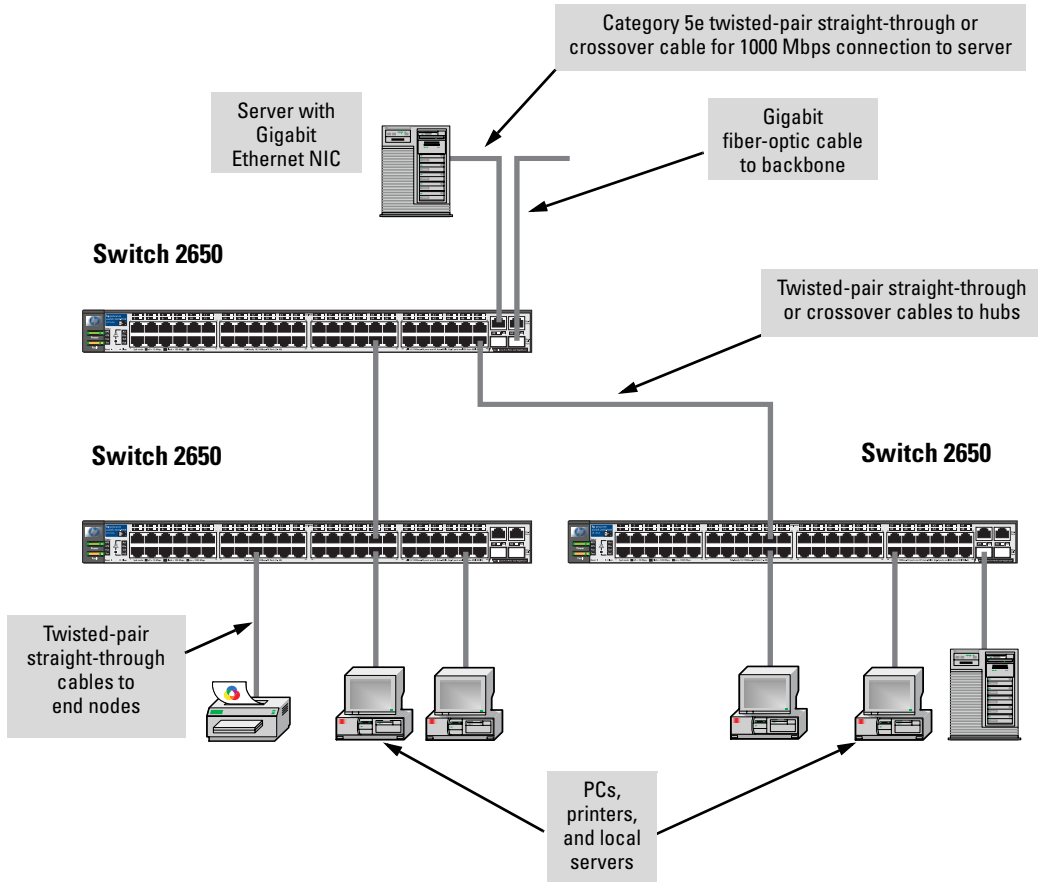 Category 5e twisted-pair straight-through or
crossover cable for 1000 Mbps connection to server
Server with
Gigabit
Ethernet NIC
Gigabit
fiber-optic cable
to backbone
Switch 2650
Twisted-pair straight-through
or crossover cables to hubs
Switch 2650
Switch 2650
Twisted-pair
straight-through
cables to
end nodes
PCs,
printers,
and local
servers